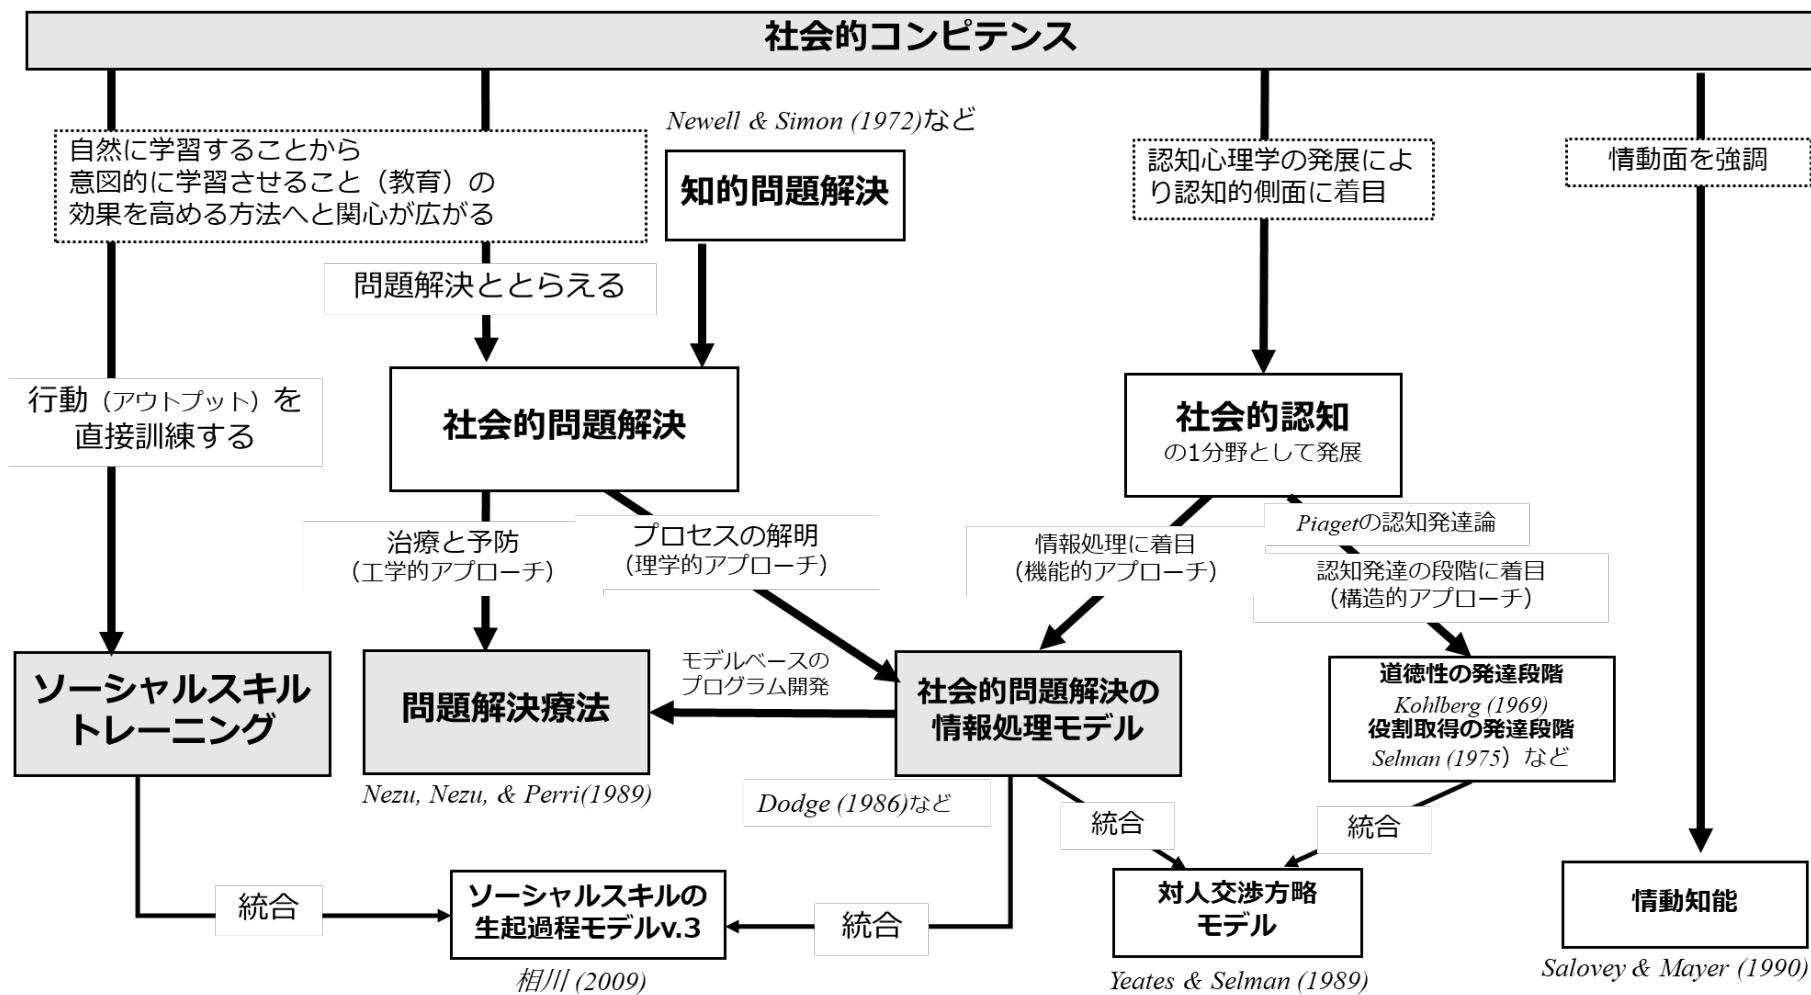 社会的コンピテンス
Newell & Simon (1972)など
自然に学習することから
意図的に学習させること（教育）の
効果を高める方法へと関心が広がる
知的問題解決
認知心理学の発展によ
り認知的側面に着目
情動面を強調
問題解決ととらえる
行動（アウトプット）を
直接訓練する
社会的問題解決
社会的認知
の1分野として発展
治療と予防
（工学的アプローチ）
プロセスの解明
（理学的アプローチ）
情報処理に着目
（機能的アプローチ）
Piagetの認知発達論
認知発達の段階に着目
（構造的アプローチ）
ソーシャルスキル
トレーニング
問題解決療法
Nezu, Nezu, & Perri(1989)
モデルベースの
プログラム開発
社会的問題解決の
情報処理モデル
Dodge (1986)など
道徳性の発達段階
Kohlberg (1969)
役割取得の発達段階
Selman (1975）など
統合
統合
統合
統合
ソーシャルスキルの
生起過程モデルv.3
相川 (2009)
対人交渉方略
モデル
Yeates & Selman (1989)
情動知能
Salovey & Mayer (1990)